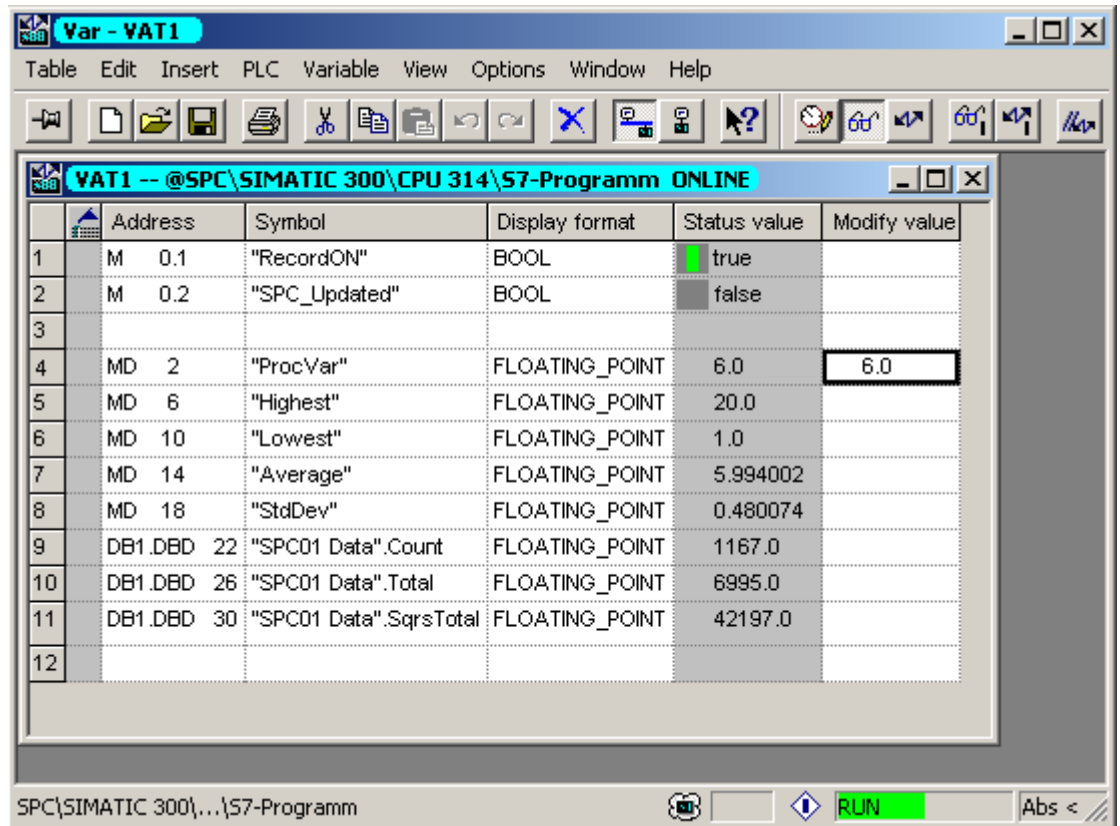 Var - VAT1
Table Edit Insert PLC Variable View Options Window Help
VAT1 -- @SPC\SIMATIC 300\CPU 314\S7-Programm ONLINE
Address Symbol Display format Status value Modify value
1 M 0.1 "RecordON" BOOL true
2 M 0.2 "SPC_Updated" BOOL false
3
4 MD 2 "ProcVar" FLOATING_POINT 6.0 6.0
5 MD 6 "Highest" FLOATING_POINT 20.0
6 MD 10 "Lowest" FLOATING_POINT 1.0
7 MD 14 "Average" FLOATING_POINT 5.994002
8 MD 18 "StdDev" FLOATING_POINT 0.480074
9 DB1.DBD 22 "SPC01 Data".Count FLOATING_POINT 1167.0
10 DB1.DBD 26 "SPC01 Data".Total FLOATING_POINT 6995.0
11 DB1.DBD 30 "SPC01 Data".SqrsTotal FLOATING_POINT 42197.0
12
SPC\SIMATIC 300\...\S7-Programm RUN Abs <